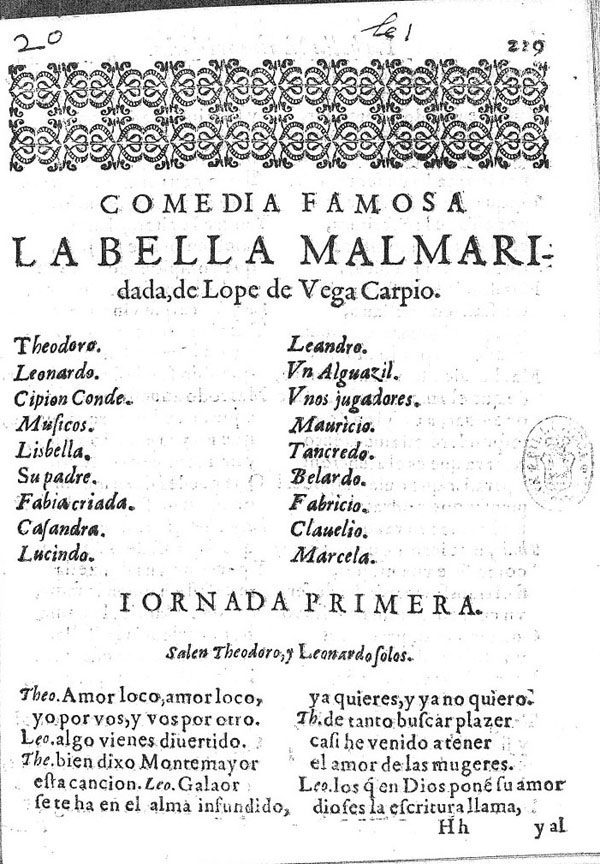 20
219
COMEDIA FAMOSA
LA BELLA MALMARI-
dada, de Lope de Vega Carpio.
Theodoro.
Leonardo.
Cipion Conde.
Musicos.
Lisbella.
Su padre.
Fabia criada.
Casandra.
Lucindo.
Leandro.
Vn Alguazil.
Vnos jugadores.
Mauricio.
Tancredo.
Belardo.
Fabricio.
Clauelio.
Marcela.
IORNADA PRIMERA.
Salen Theodoro, y Leonardo solos.
Theo. Amor loco, amor loco,
yo por vos, y vos por otro.
Leo. algo vienes diuertido.
The. bien dixo Montemayor
esta cancion. Leo. Galaor
se te ha en el alma infundido,
ya quieres, y ya no quiero.
Th. de tanto buscar plazer
casi he venido a tener
el amor de las mugeres.
Leo. los q̃ en Dios ponẽ su amor
dioses la escritura llama,
Hh
y al